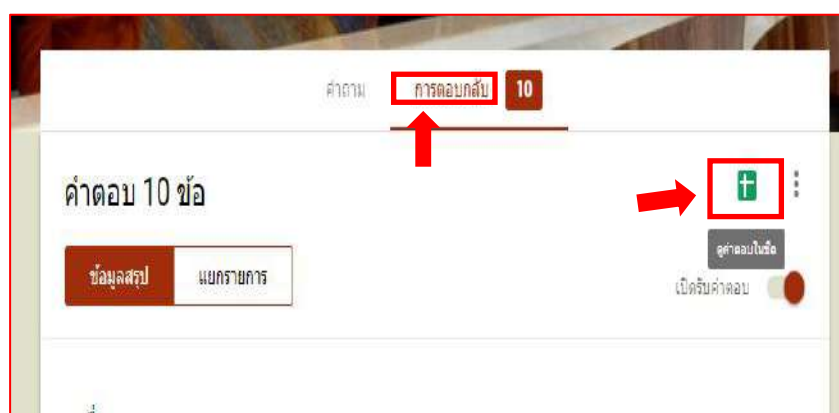 คำถาม การตอบกลับ 10
คำตอบ 10 ข้อ
ดูคำตอบในชีต
ข้อมูลสรุป แยกรายการ
เปิดรับคำตอบ